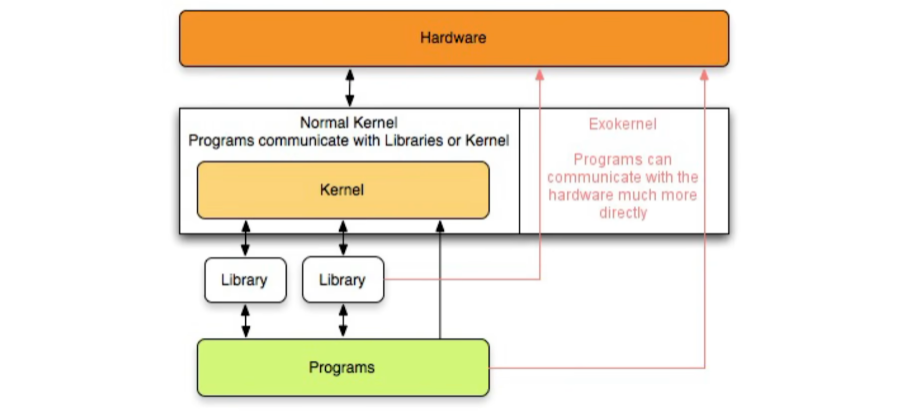 Hardware
Normal Kernel
Programs communicate with Libraries or Kernel
Kernel
Exokernel
Programs can
communicate with the
hardware much more
directly
Library
Library
Programs